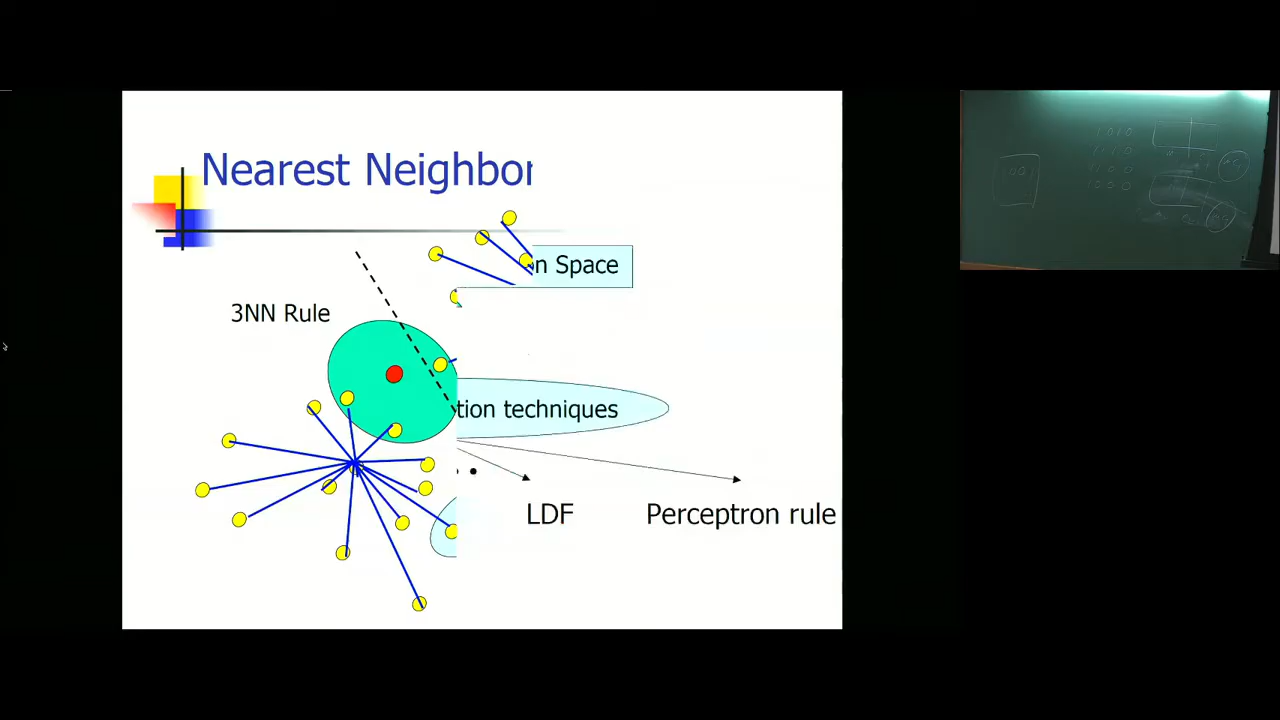 Nearest Neighbor
n Space
3NN Rule
tion techniques
LDF
Perceptron rule